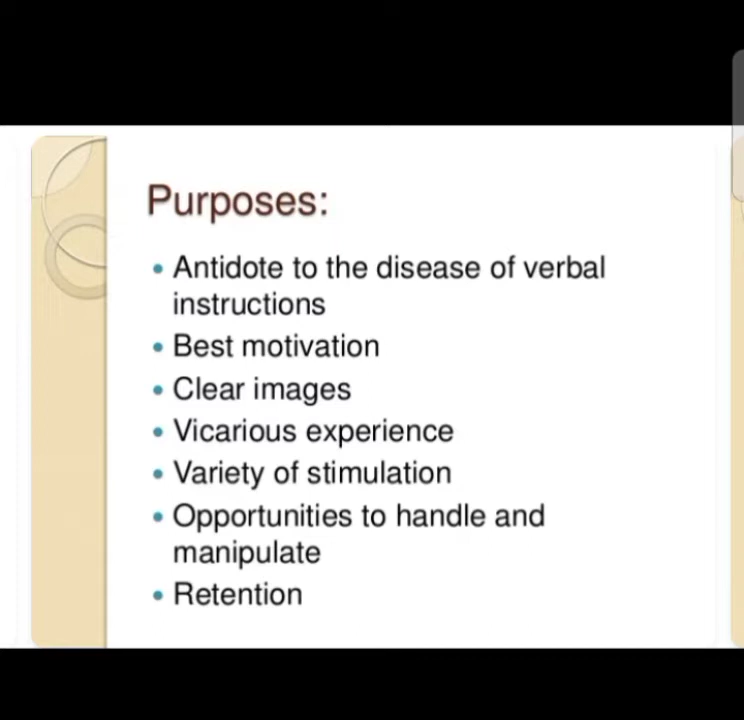 Purposes:
• Antidote to the disease of verbal
instructions
• Best motivation
• Clear images
• Vicarious experience
• Variety of stimulation
• Opportunities to handle and
manipulate
• Retention